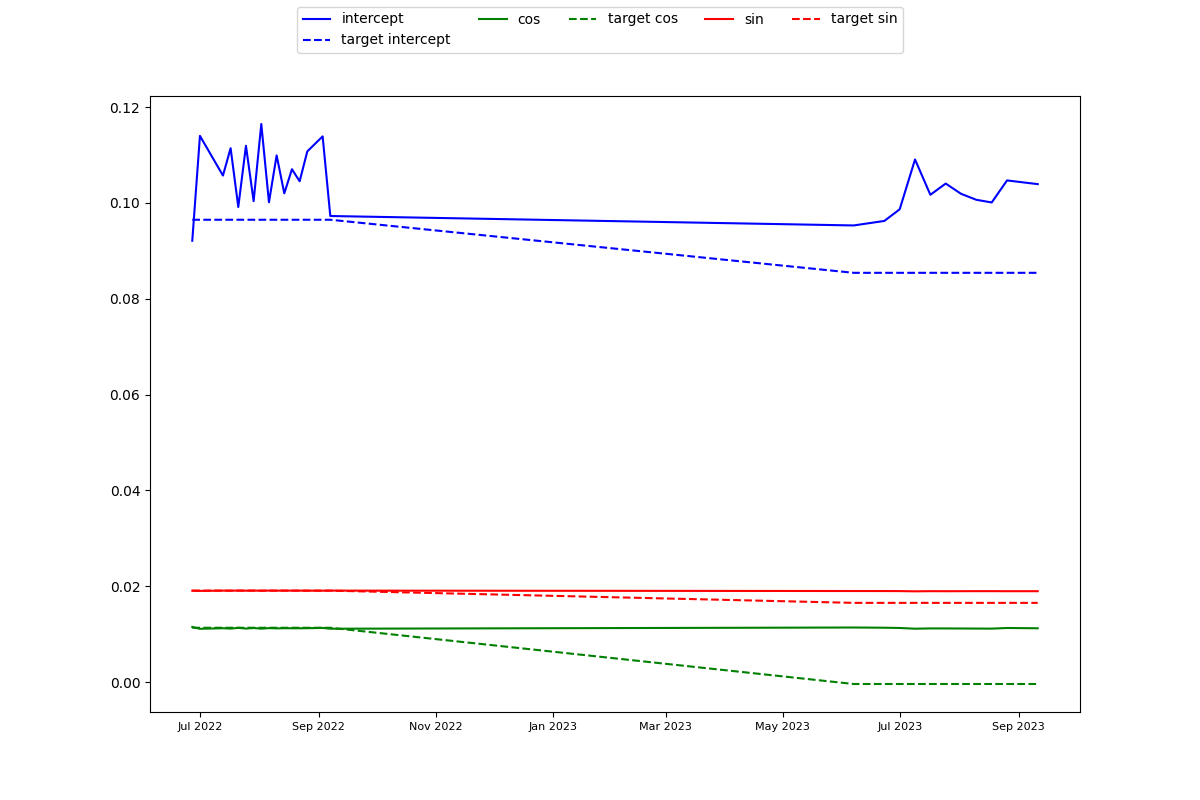 intercept cos target cos sin target sin
target intercept
0.12
0.10
0.08
0.06
0.04
0.02
0.00
Jul 2022 Sep 2022 Nov 2022 Jan 2023 Mar 2023 May 2023 Jul 2023 Sep 2023